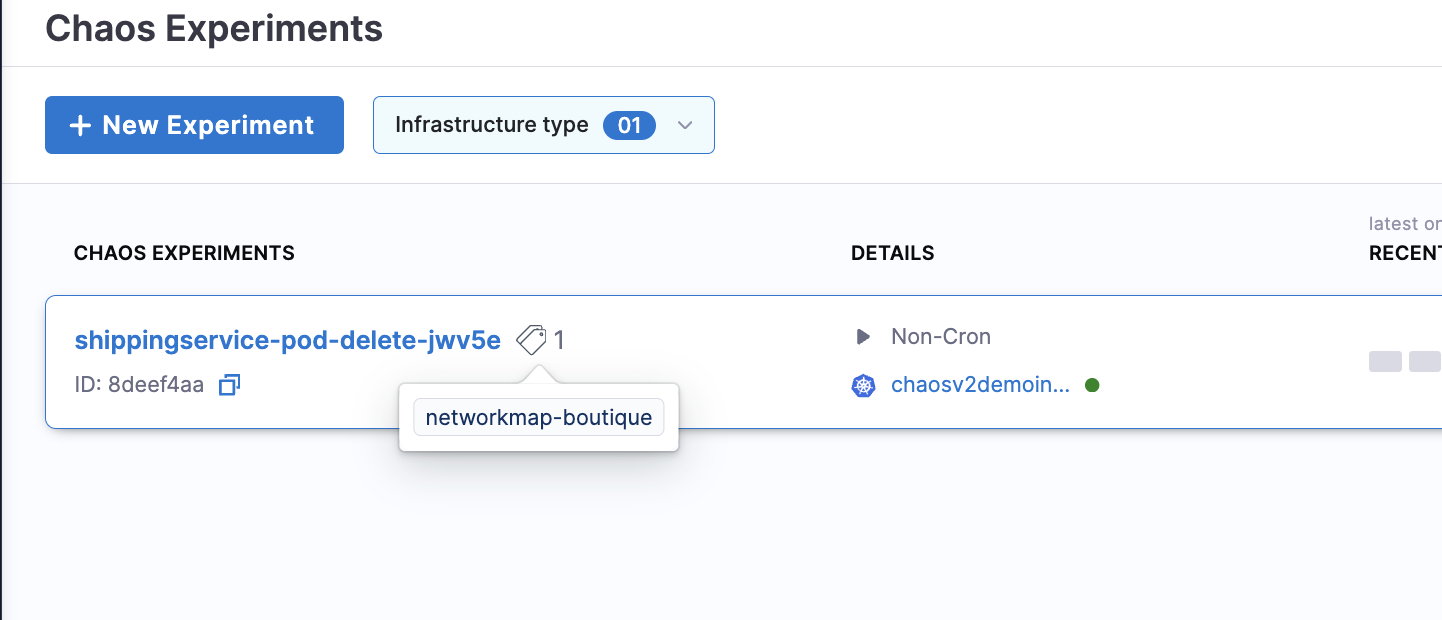 Chaos Experiments
+ New Experiment
Infrastructure type 01
latest on
CHAOS EXPERIMENTS DETAILS RECENT
shippingservice-pod-delete-jwv5e 1 Non-Cron
ID: 8deef4aa chaosv2demoin...
networkmap-boutique